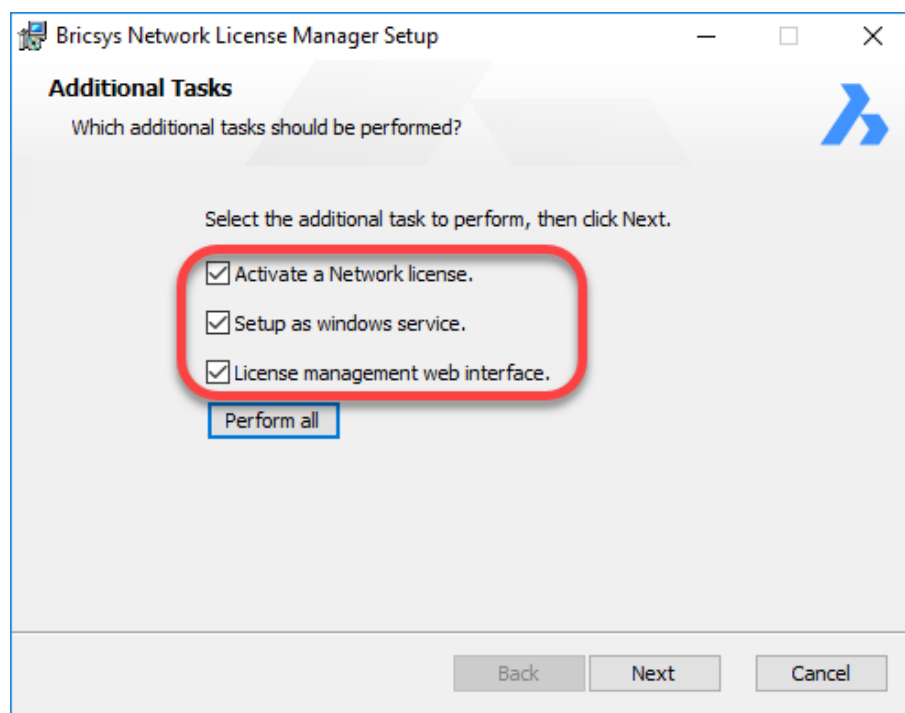 Bricsys Network License Manager Setup
Additional Tasks
Which additional tasks should be performed?
Select the additional task to perform, then click Next.
Activate a Network license.
Setup as windows service.
License management web interface.
Perform all
Back Next Cancel